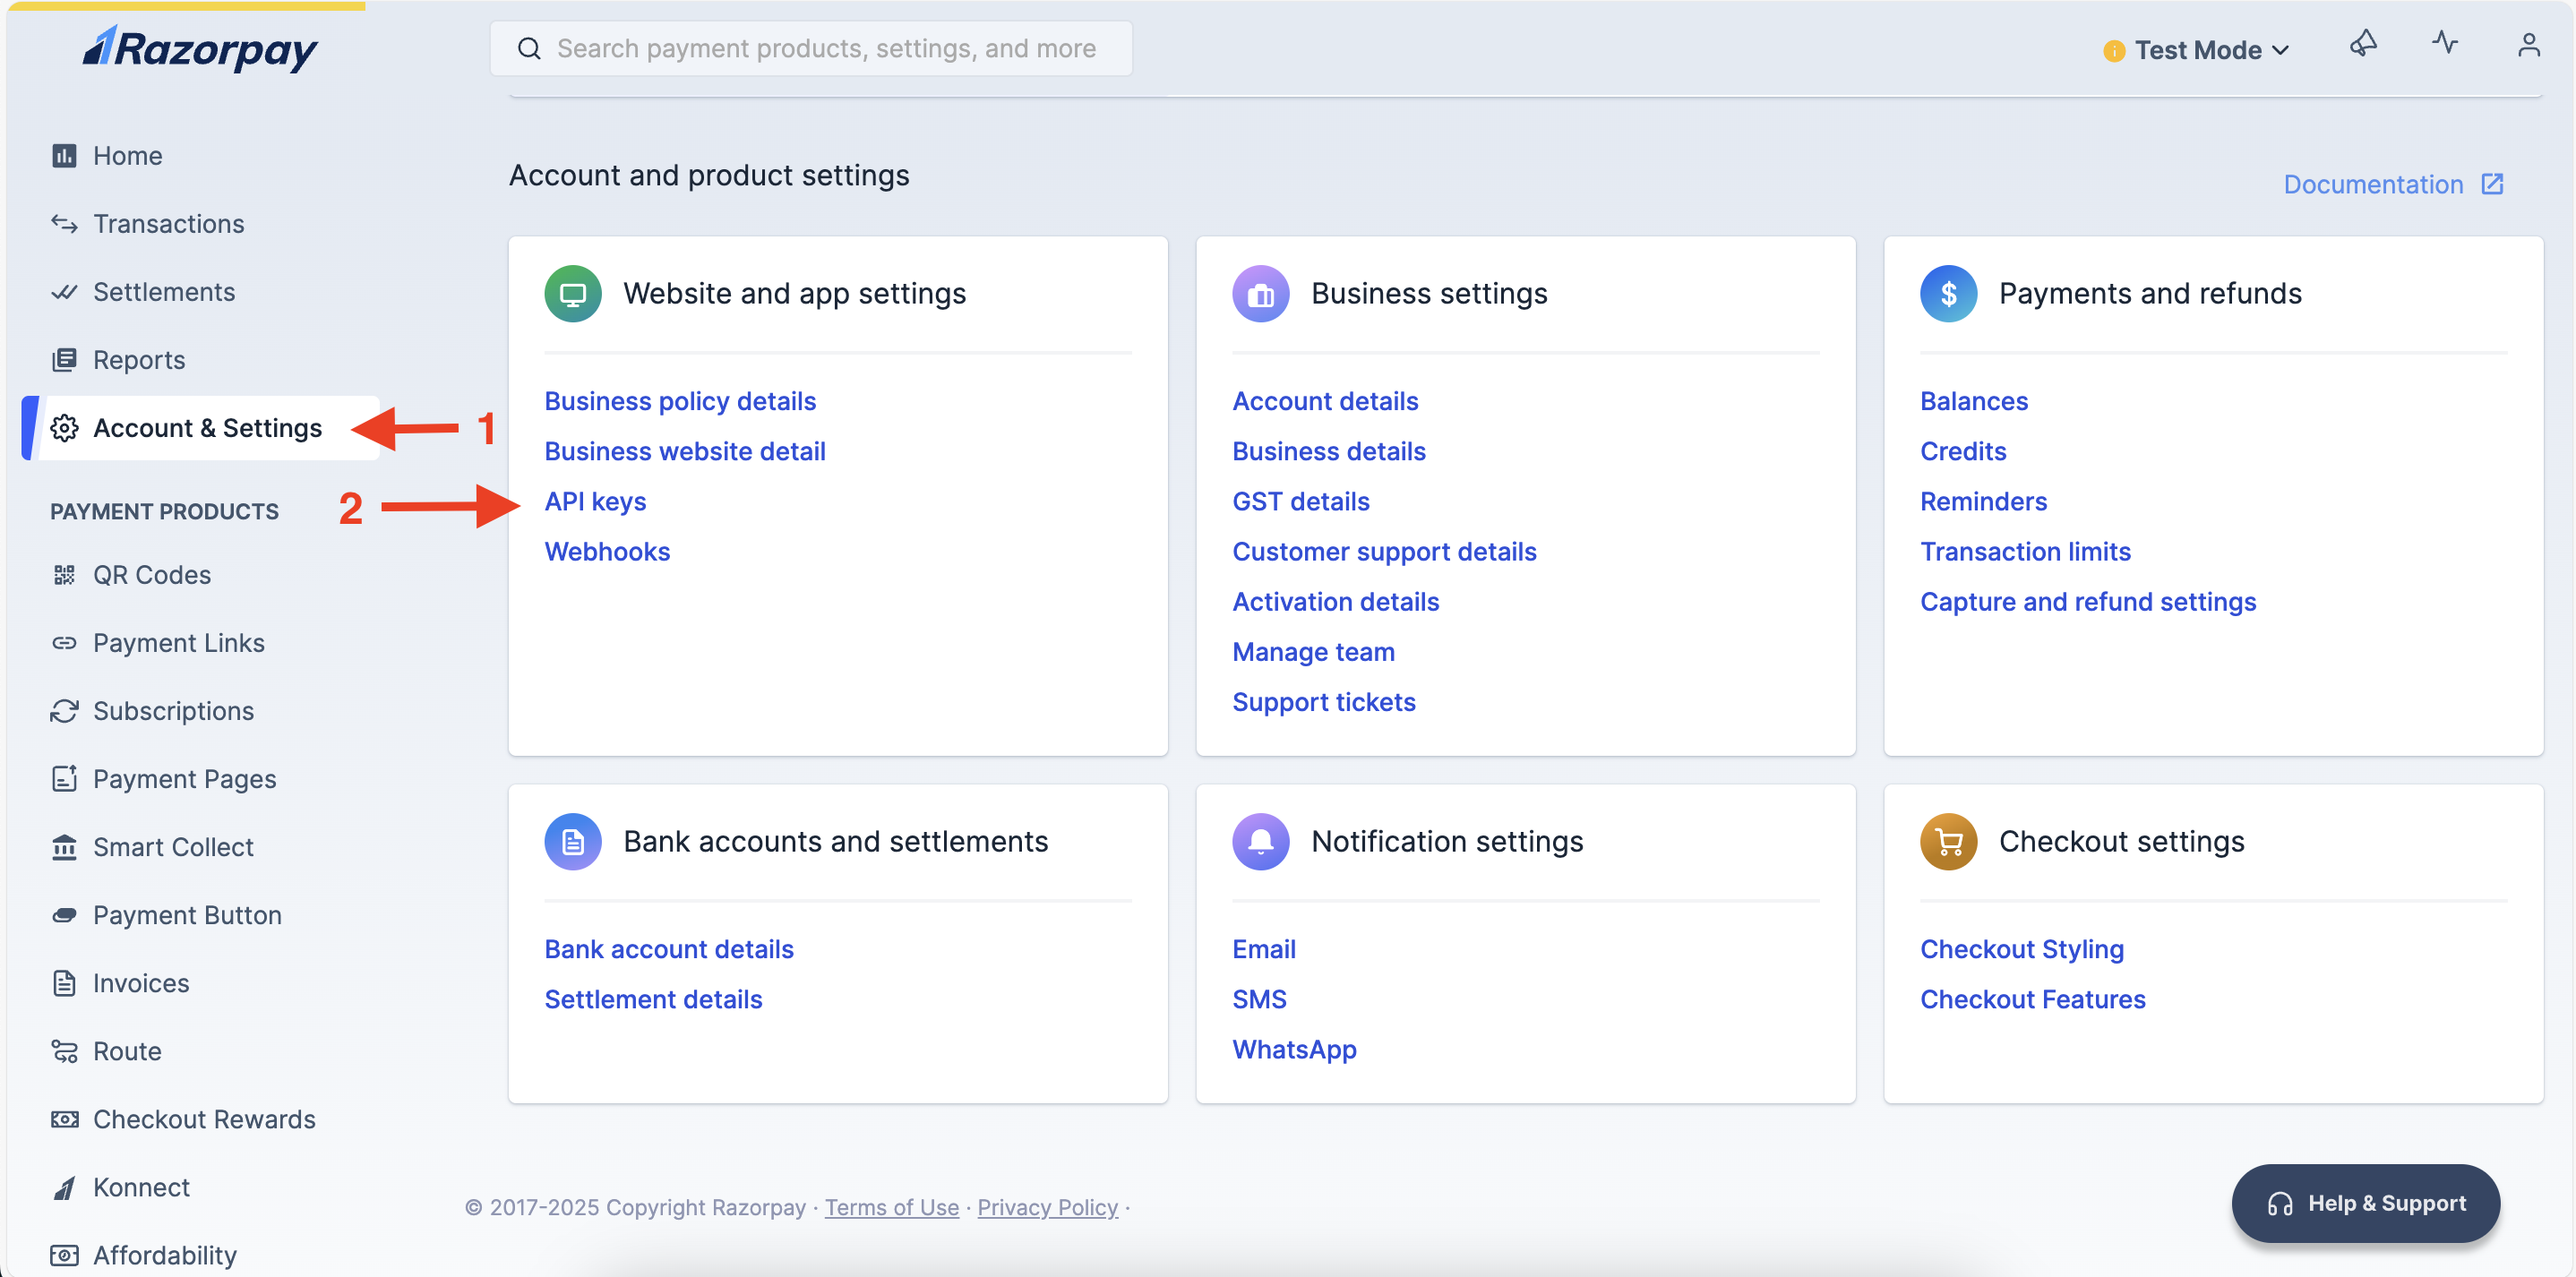 Razorpay
Search payment products, settings, and more
Test Mode
Home
Transactions
Settlements
Reports
Account & Settings
1
PAYMENT PRODUCTS
2
QR Codes
Payment Links
Subscriptions
Payment Pages
Smart Collect
Payment Button
Invoices
Route
Checkout Rewards
Konnect
Affordability
Account and product settings
Documentation
Website and app settings
Business policy details
Business website detail
API keys
Webhooks
Business settings
Account details
Business details
GST details
Customer support details
Activation details
Manage team
Support tickets
$
Payments and refunds
Balances
Credits
Reminders
Transaction limits
Capture and refund settings
Bank accounts and settlements
Bank account details
Settlement details
Notification settings
Email
SMS
WhatsApp
Checkout settings
Checkout Styling
Checkout Features
© 2017-2025 Copyright Razorpay · Terms of Use · Privacy Policy ·
Help & Support